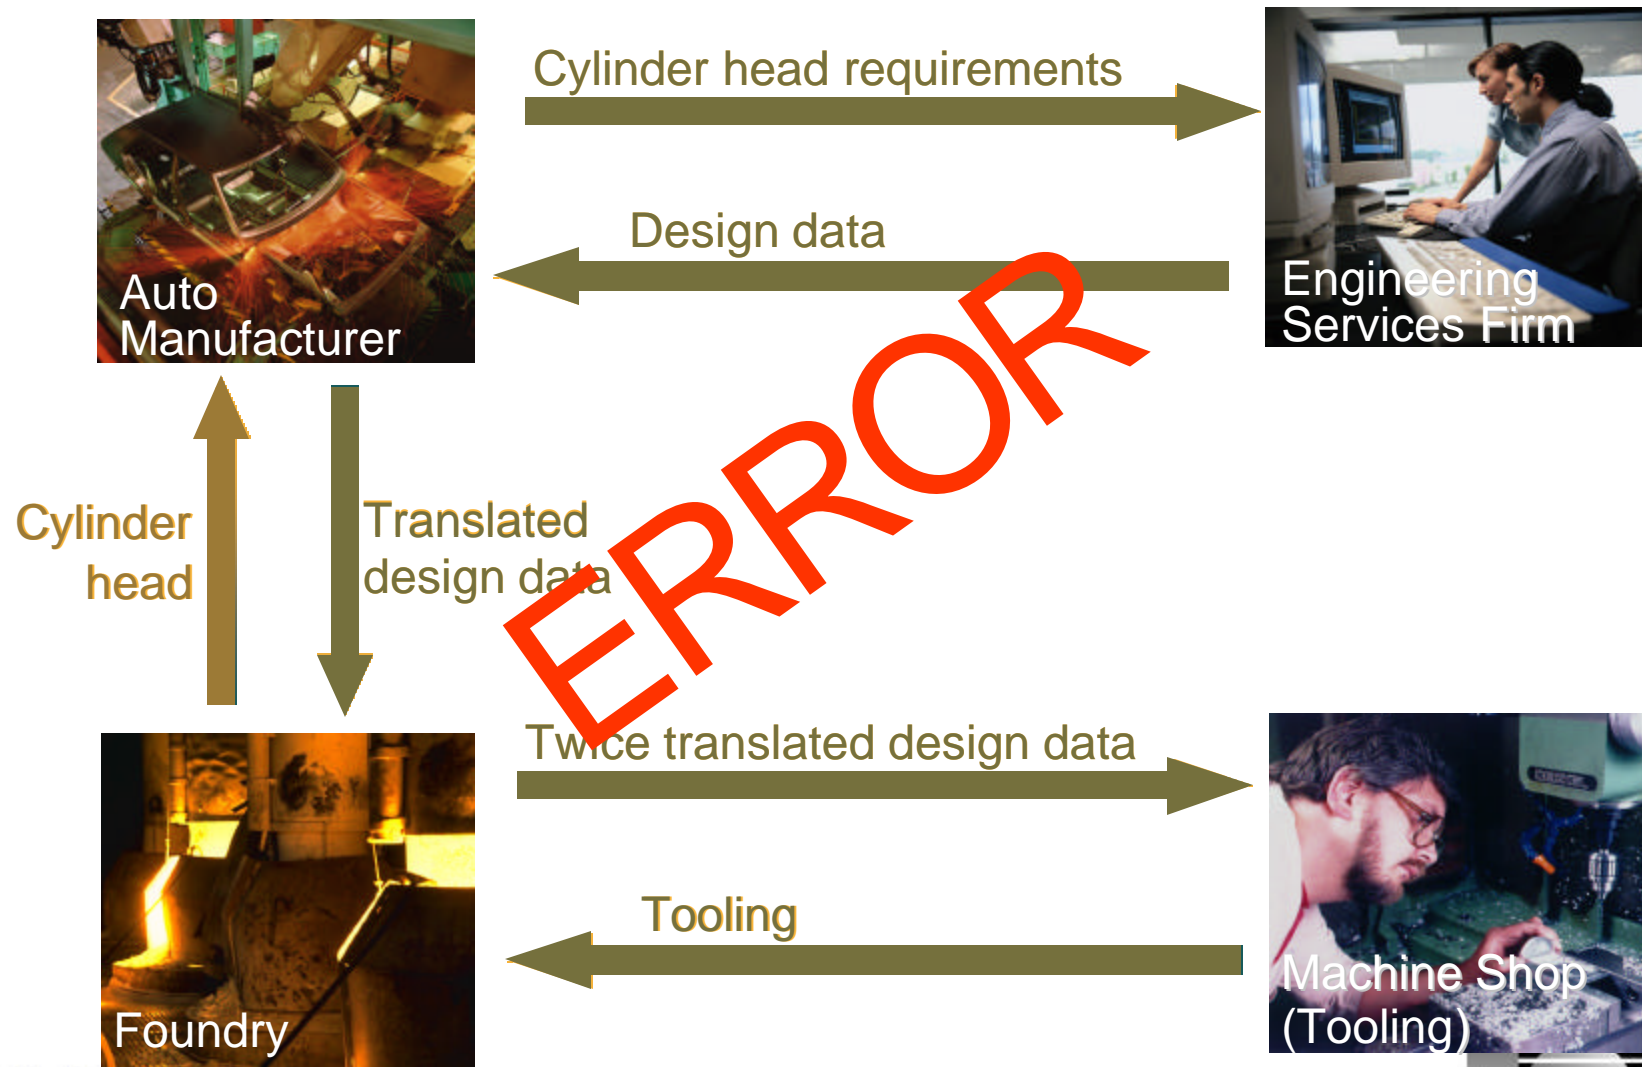 Cylinder head requirements
Design data
Auto
Manufacturer
Engineering
Services Firm
ERROR
Cylinder
head
Translated
design data
Twice translated design data
Tooling
Foundry
Machine Shop
(Tooling)